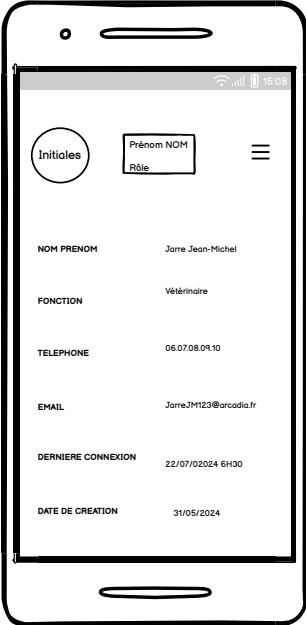 15:08
Initiales
Prénom NOM
Rôle
NOM PRENOM Jarre Jean-Michel
FONCTION Vétérinaire
TELEPHONE 06.07.08.09.10
EMAIL JarreJM123@arcadia.fr
DERNIERE CONNEXION 22/07/02024 6H30
DATE DE CREATION 31/05/2024